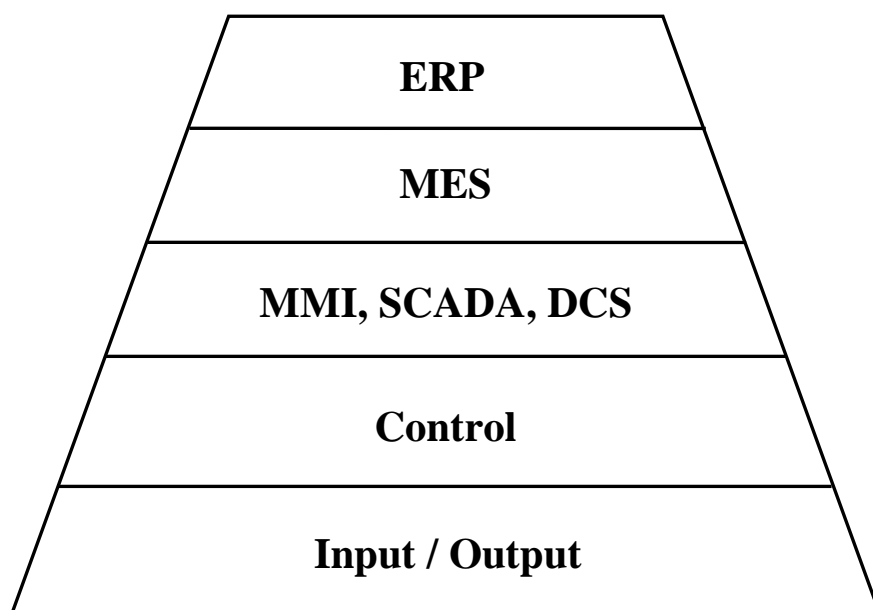 ERP
MES
MMI, SCADA, DCS
Control
Input / Output